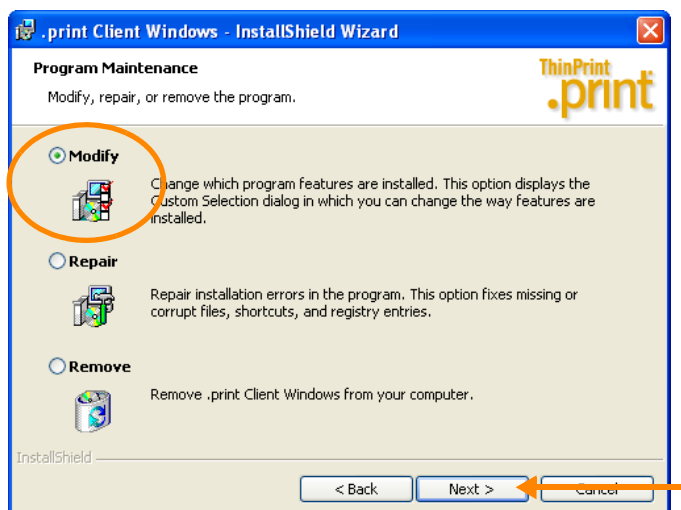 .print Client Windows - InstallShield Wizard
Program Maintenance
Modify, repair, or remove the program.
ThinPrint
.print
Modify
Change which program features are installed. This option displays the
Custom Selection dialog in which you can change the way features are
installed.
Repair
Repair installation errors in the program. This option fixes missing or
corrupt files, shortcuts, and registry entries.
Remove
Remove .print Client Windows from your computer.
InstallShield
< Back
Next >
Cancel